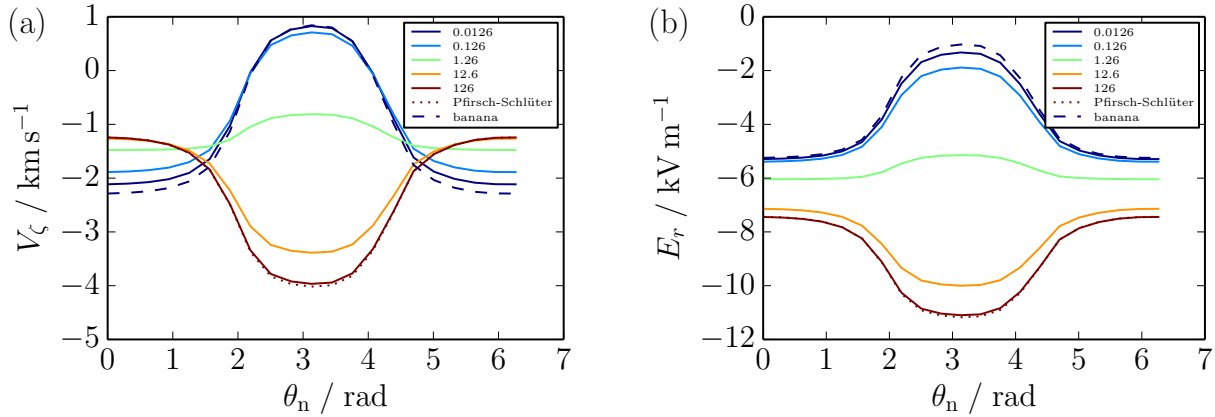 (a)
1
0
−1
−2
−3
−4
−5
V_ζ / km s⁻¹
0 1 2 3 4 5 6 7
θ_n / rad
0.0126
0.126
1.26
12.6
126
Pfirsch-Schlüter
banana
(b)
0
−2
−4
−6
−8
−10
−12
E_r / kV m⁻¹
0 1 2 3 4 5 6 7
θ_n / rad
0.0126
0.126
1.26
12.6
126
Pfirsch-Schlüter
banana